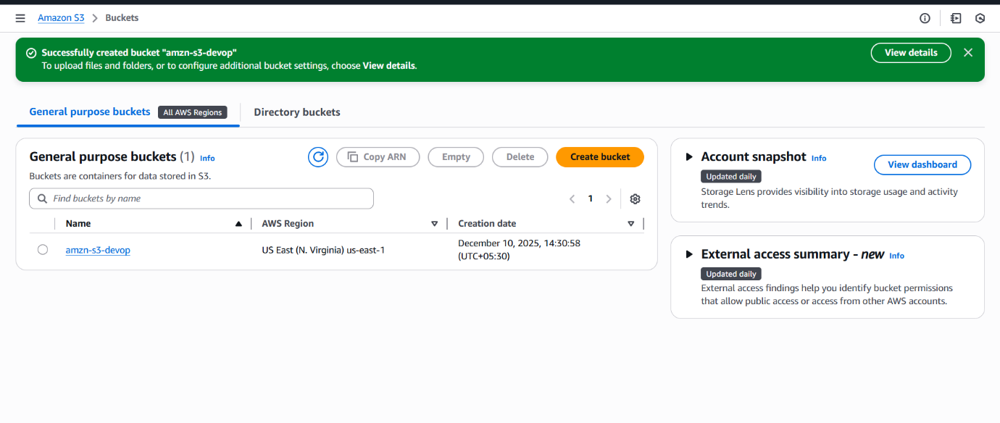 Amazon S3 > Buckets
Successfully created bucket "amzn-s3-devop"
To upload files and folders, or to configure additional bucket settings, choose View details.
View details
General purpose buckets All AWS Regions
Directory buckets
General purpose buckets (1) Info
Copy ARN
Empty
Delete
Create bucket
Buckets are containers for data stored in S3.
Find buckets by name
1
Name AWS Region Creation date
amzn-s3-devop US East (N. Virginia) us-east-1 December 10, 2025, 14:30:58
(UTC+05:30)
Account snapshot Info
View dashboard
Updated daily
Storage Lens provides visibility into storage usage and activity
trends.
External access summary - new Info
Updated daily
External access findings help you identify bucket permissions
that allow public access or access from other AWS accounts.